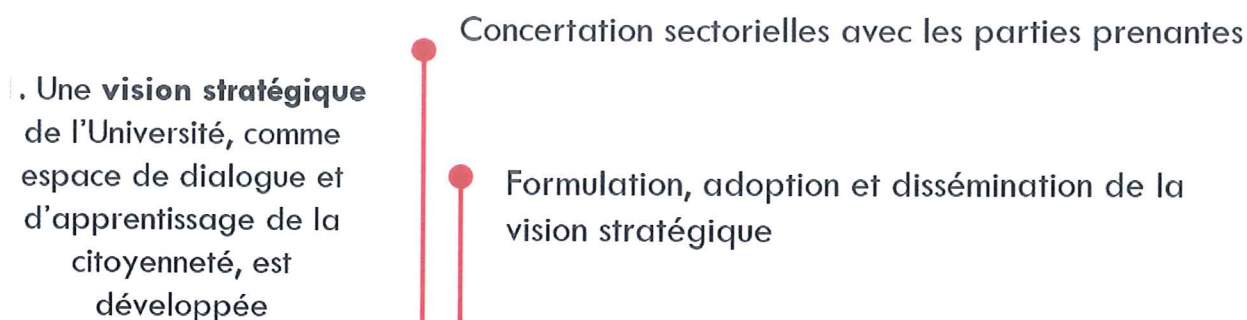 Concertation sectorielles avec les parties prenantes
. Une vision stratégique
de l'Université, comme
espace de dialogue et
d'apprentissage de la
citoyenneté, est
développée
Formulation, adoption et dissémination de la
vision stratégique